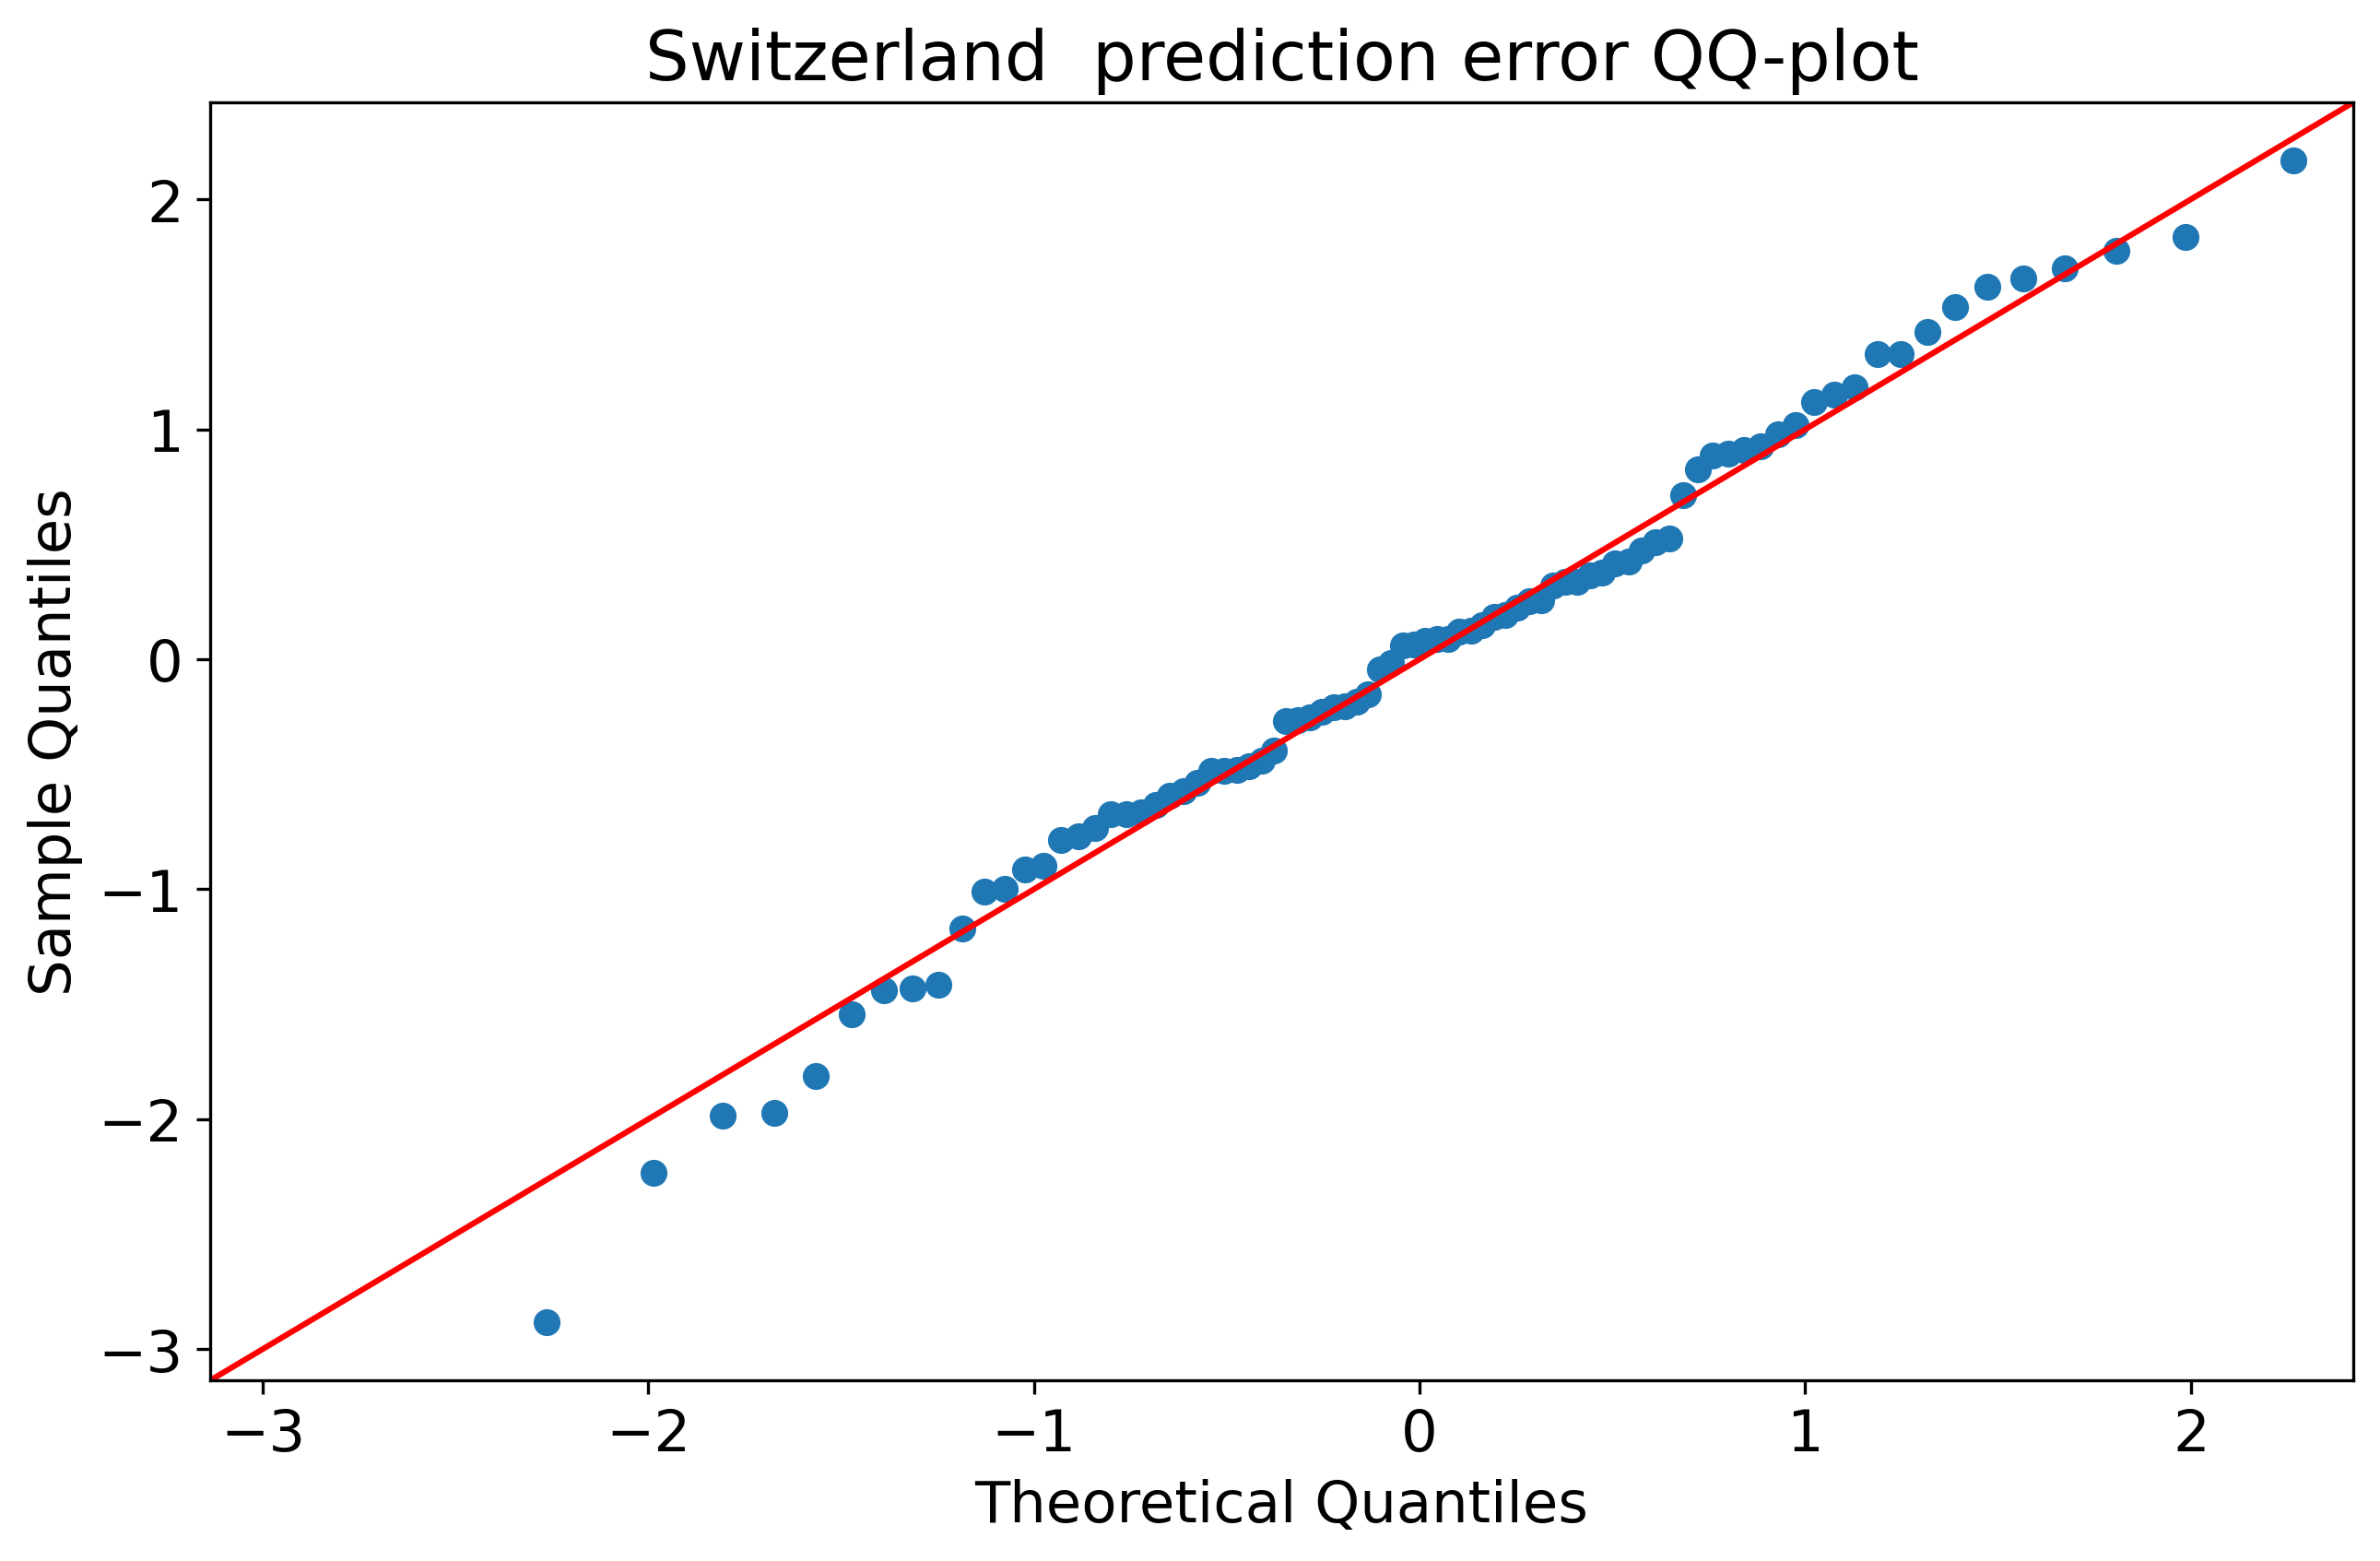 Switzerland  prediction error QQ-plot
Sample Quantiles
2
1
0
−1
−2
−3
−3 −2 −1 0 1 2
Theoretical Quantiles